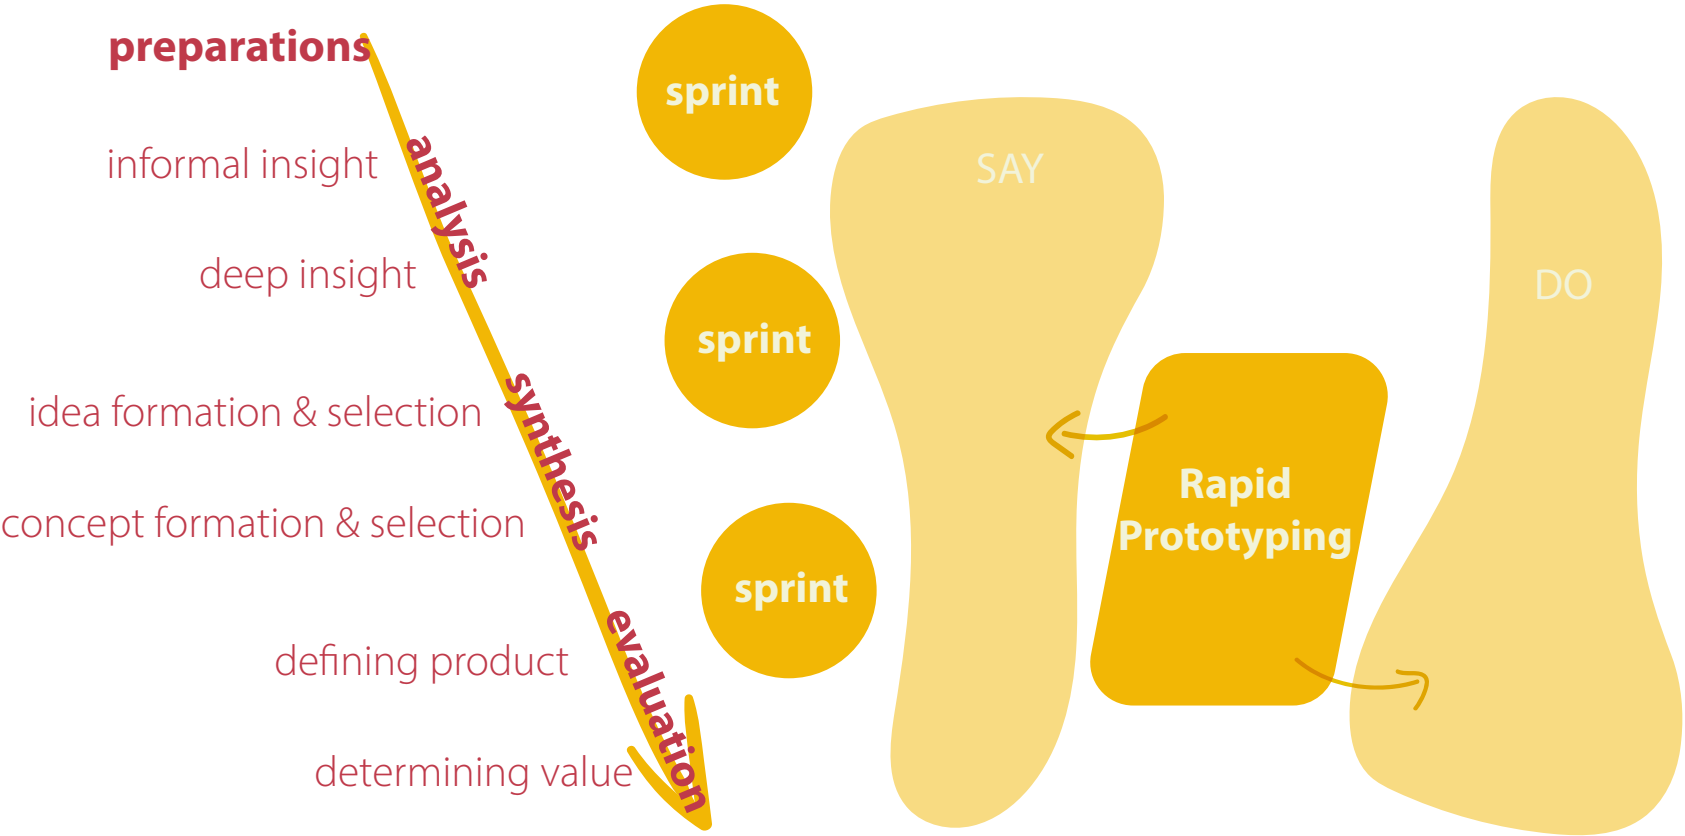 preparations
informal insight
deep insight
idea formation & selection
concept formation & selection
defining product
determining value
analysis
synthesis
evaluation
sprint
sprint
sprint
SAY
Rapid
Prototyping
DO